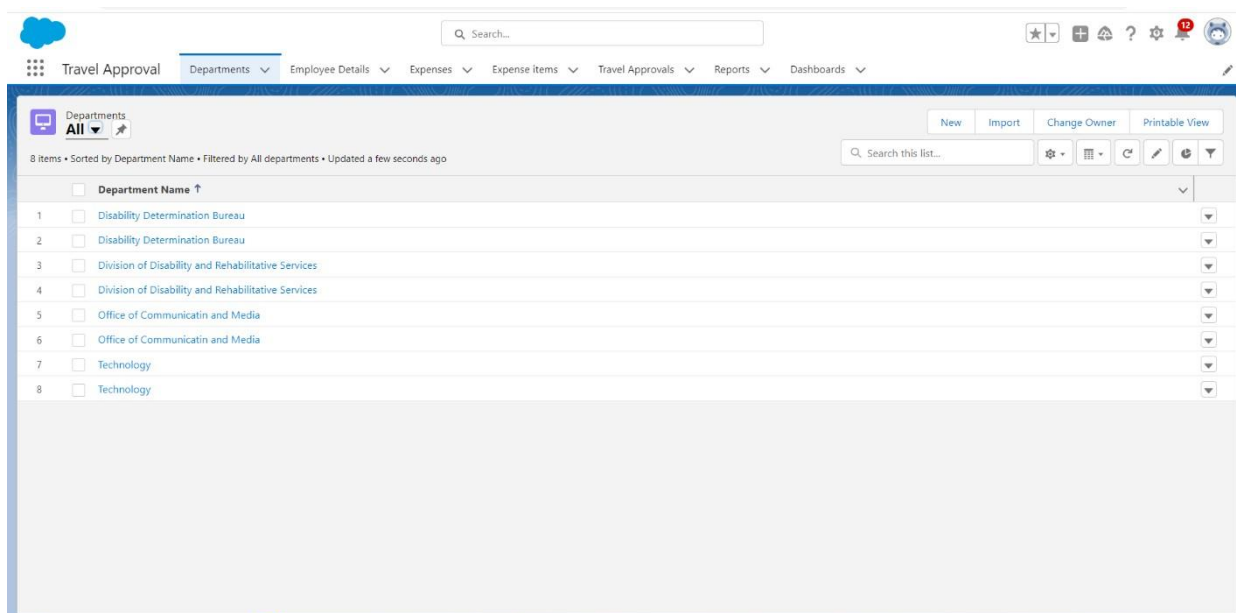 Search...
12
Travel Approval Departments Employee Details Expenses Expense items Travel Approvals Reports Dashboards
Departments
All
New Import Change Owner Printable View
8 items • Sorted by Department Name • Filtered by All departments • Updated a few seconds ago
Search this list...
Department Name ↑
1 Disability Determination Bureau
2 Disability Determination Bureau
3 Division of Disability and Rehabilitative Services
4 Division of Disability and Rehabilitative Services
5 Office of Communicatin and Media
6 Office of Communicatin and Media
7 Technology
8 Technology